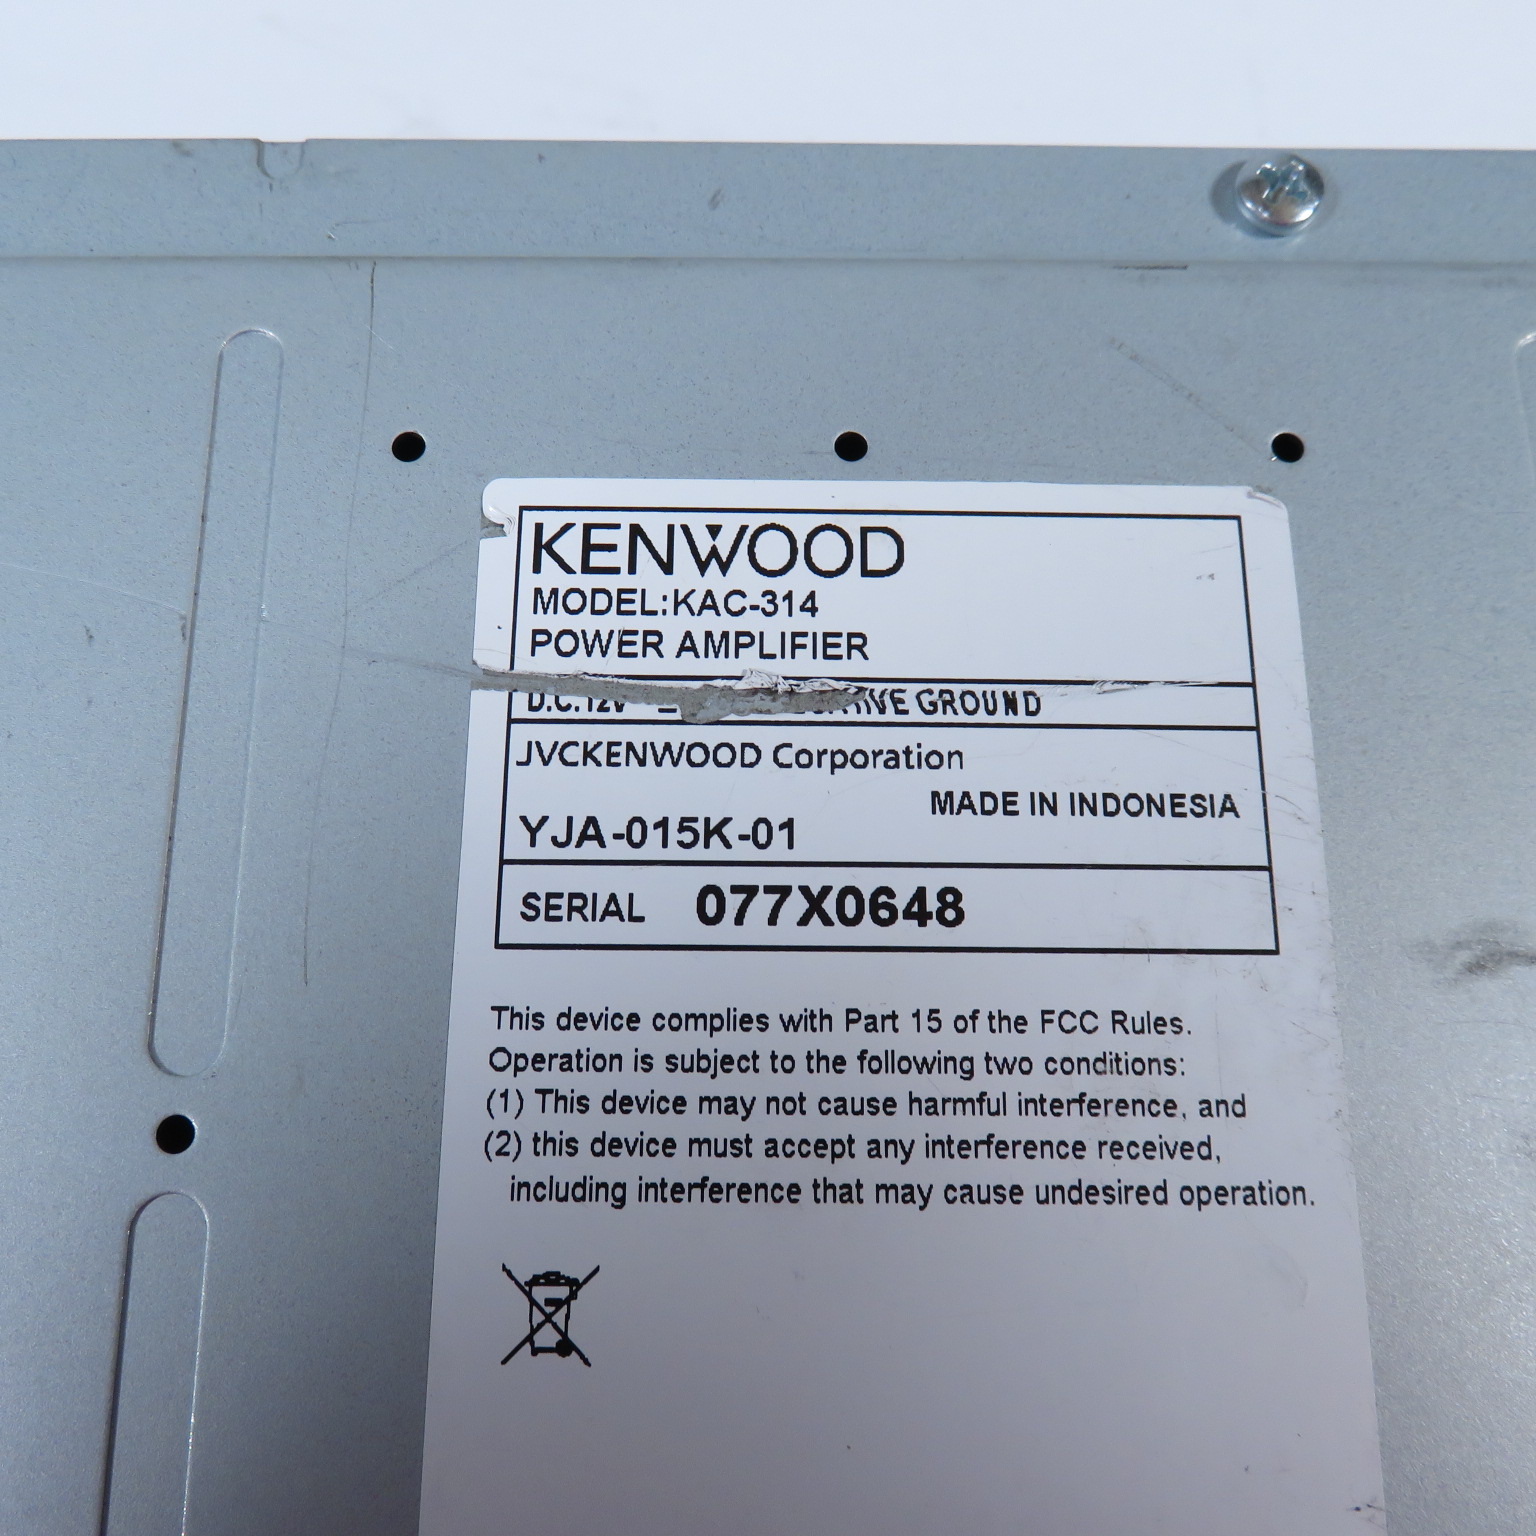 KENWOOD
MODEL:KAC-314
POWER AMPLIFIER
D.C.12V GROUND
JVCKENWOOD Corporation
MADE IN INDONESIA
YJA-015K-01
SERIAL 077X0648
This device complies with Part 15 of the FCC Rules.
Operation is subject to the following two conditions:
(1) This device may not cause harmful interference, and
(2) this device must accept any interference received,
including interference that may cause undesired operation.